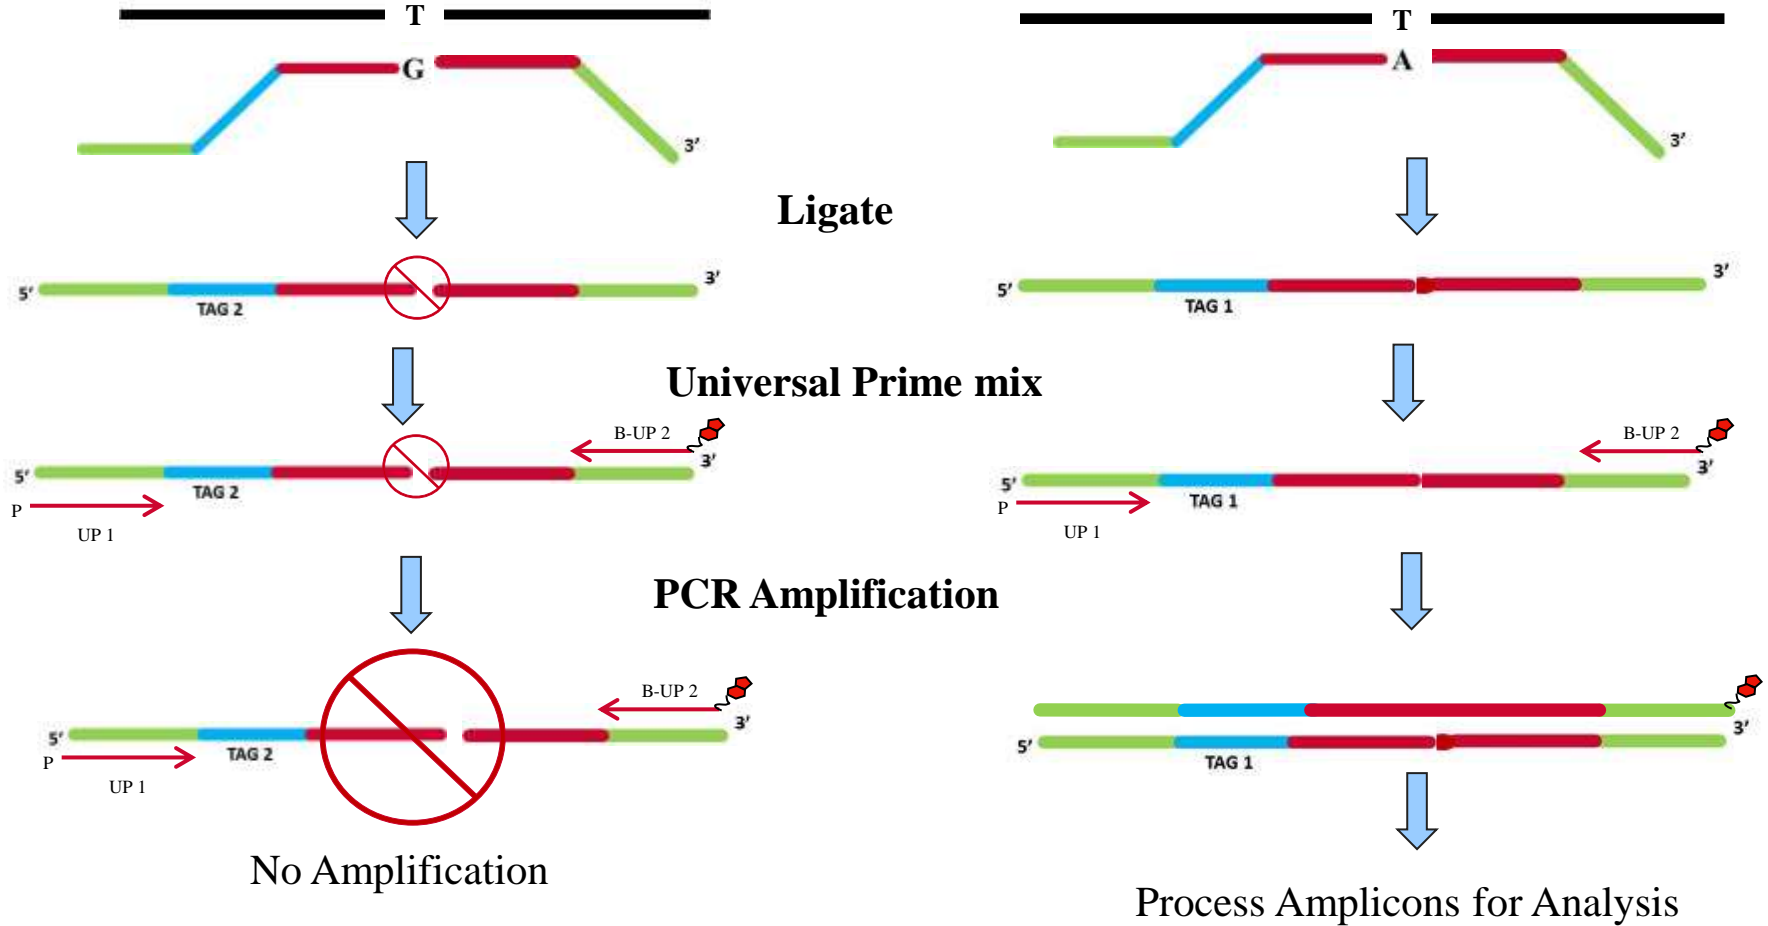 T
T
G
A
3'
3'
Ligate
5'
3'
TAG 2
5'
3'
TAG 1
Universal Prime mix
B-UP 2
B-UP 2
5'
3'
TAG 2
5'
3'
TAG 1
P
UP 1
P
UP 1
PCR Amplification
B-UP 2
5'
3'
P
TAG 2
UP 1
5'
3'
TAG 1
No Amplification
Process Amplicons for Analysis